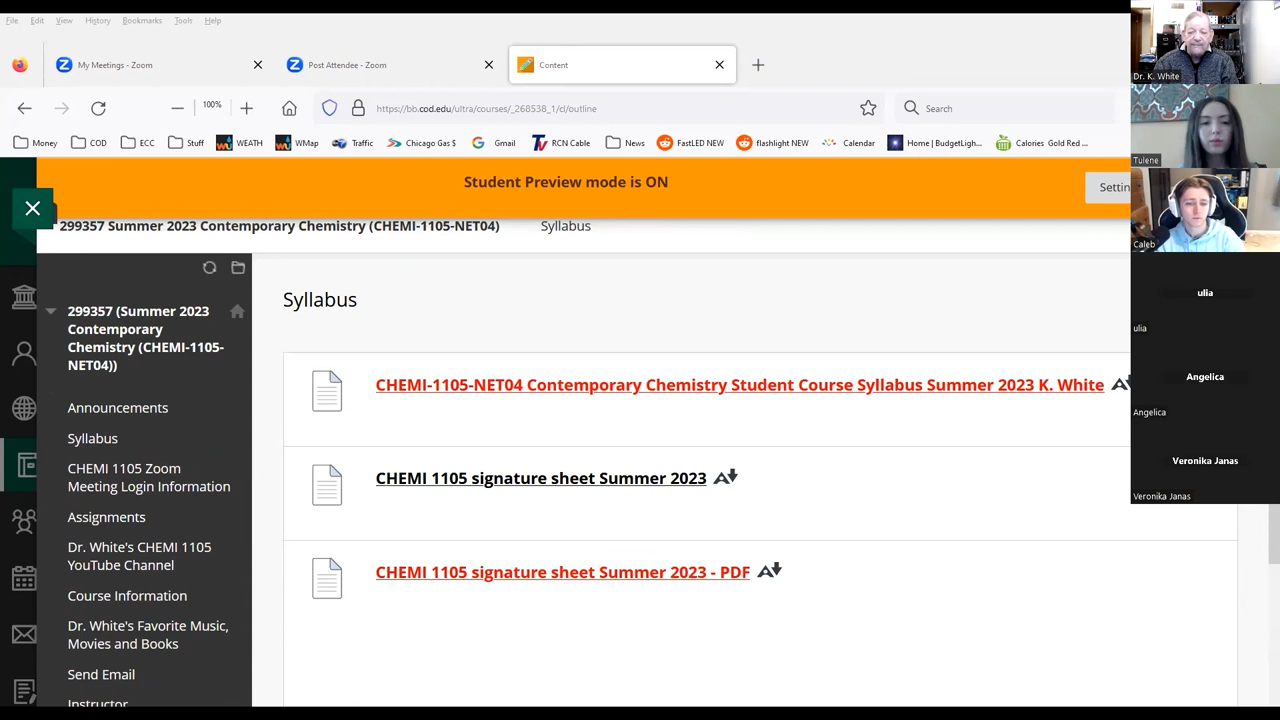 File Edit View History Bookmarks Tools Help
My Meetings - Zoom
Post Attendee - Zoom
Content
100%
https://bb.cod.edu/ultra/courses/_268538_1/cl/outline
Search
Money COD ECC Stuff WEATH WMap Traffic Chicago Gas $ Gmail RCN Cable News FastLED NEW flashlight NEW Calendar Home | BudgetLigh... Calories Gold Red ...
Student Preview mode is ON
Settin
299357 Summer 2023 Contemporary Chemistry (CHEMI-1105-NET04)
Syllabus
299357 (Summer 2023
Contemporary
Chemistry (CHEMI-1105-
NET04))
Announcements
Syllabus
CHEMI 1105 Zoom
Meeting Login Information
Assignments
Dr. White's CHEMI 1105
YouTube Channel
Course Information
Dr. White's Favorite Music,
Movies and Books
Send Email
Instructor
Syllabus
CHEMI-1105-NET04 Contemporary Chemistry Student Course Syllabus Summer 2023 K. White
CHEMI 1105 signature sheet Summer 2023
CHEMI 1105 signature sheet Summer 2023 - PDF
Dr. K. White
Tulene
Caleb
ulia
ulia
Angelica
Angelica
Veronika Janas
Veronika Janas